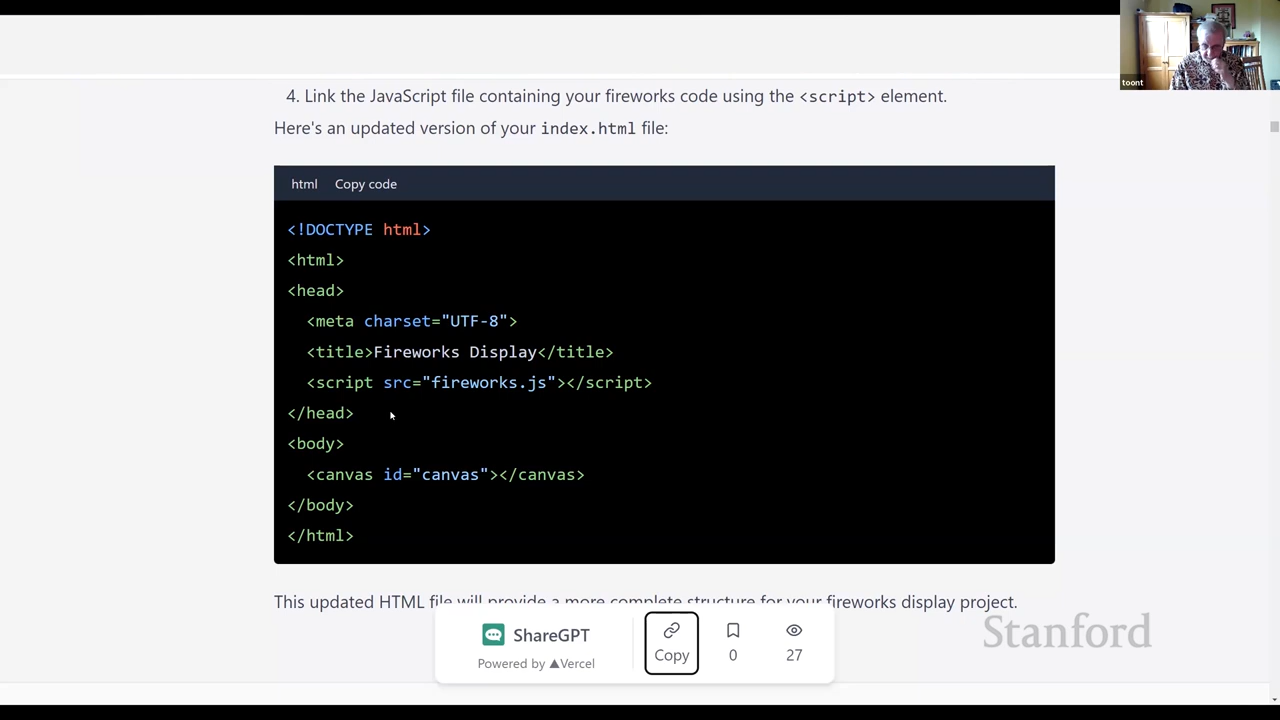 toont
4. Link the JavaScript file containing your fireworks code using the <script> element.
Here's an updated version of your index.html file:
html Copy code
<!DOCTYPE html>
<html>
<head>
<meta charset="UTF-8">
<title>Fireworks Display</title>
<script src="fireworks.js"></script>
</head>
<body>
<canvas id="canvas"></canvas>
</body>
</html>
This updated HTML file will provide a more complete structure for your fireworks display project.
ShareGPT
Powered by ▲Vercel
Copy
0
27
Stanford